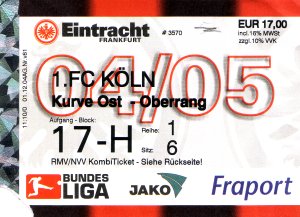 Eintracht
FRANKFURT
# 3570
EUR 17,00
incl. 16% MWST
zzgl. 10% VVK
04/05
1.FC KÖLN
Kurve Ost - Oberrang
Aufgang - Block:
17-H
Reihe: 1
Sitz: 6
RMV/NVV KombiTicket - Siehe Rückseite!
BUNDES
LIGA
JAKO
Fraport